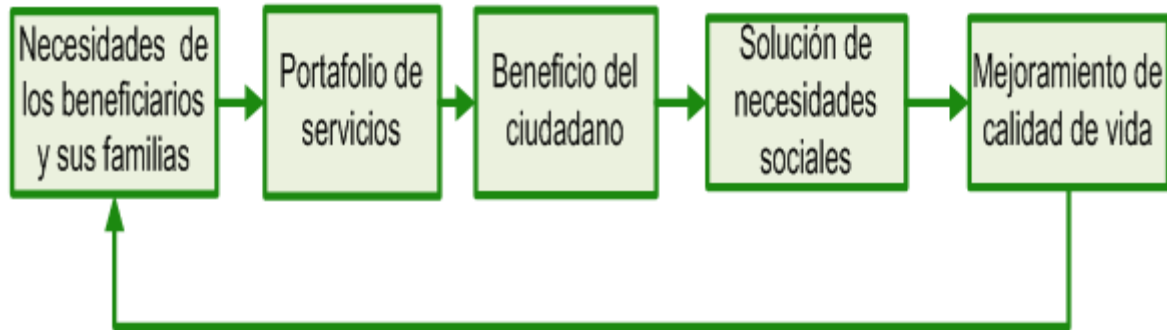 Necesidades de
los beneficiarios
y sus familias
Portafolio de
servicios
Beneficio del
ciudadano
Solución de
necesidades
sociales
Mejoramiento de
calidad de vida